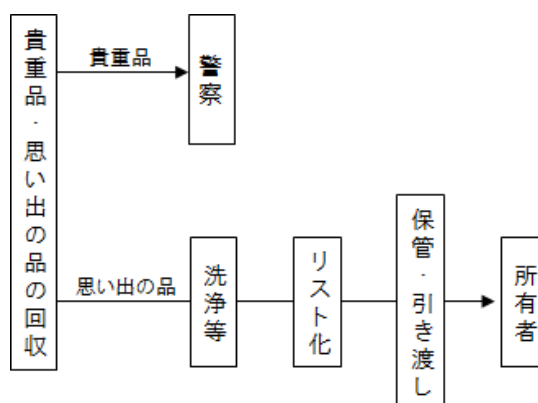 貴重品・思い出の品の回収
貴重品
警察
思い出の品
洗浄等
リスト化
保管・引き渡し
所有者